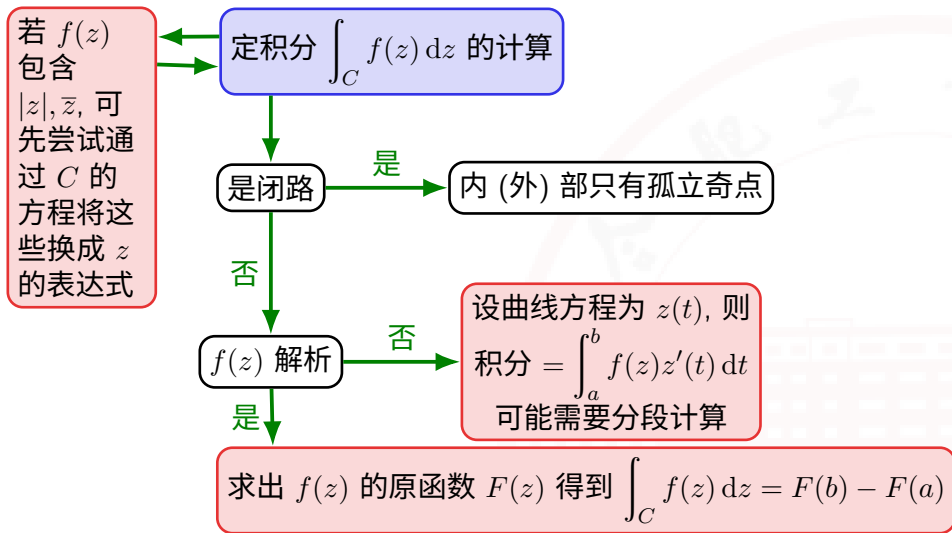 若 f(z)
包含
|z|, z̅, 可
先尝试通
过 C 的
方程将这
些换成 z
的表达式
定积分 ∫_C f(z) dz 的计算
是闭路
是
内 (外) 部只有孤立奇点
否
f(z) 解析
否
设曲线方程为 z(t), 则
积分 = ∫_a^b f(z)z′(t) dt
可能需要分段计算
是
求出 f(z) 的原函数 F(z) 得到 ∫_C f(z) dz = F(b) − F(a)